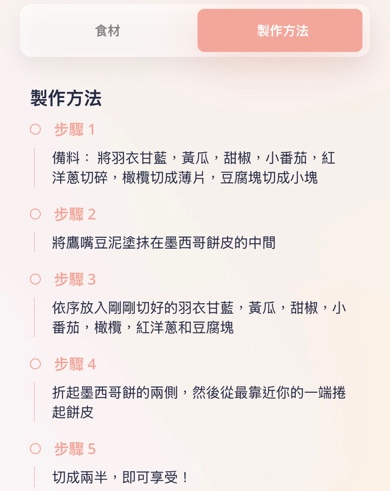 食材
製作方法
製作方法
步驟 1
備料： 將羽衣甘藍，黃瓜，甜椒，小番茄，紅
洋蔥切碎，橄欖切成薄片，豆腐塊切成小塊
步驟 2
將鷹嘴豆泥塗抹在墨西哥餅皮的中間
步驟 3
依序放入剛剛切好的羽衣甘藍，黃瓜，甜椒，小
番茄，橄欖，紅洋蔥和豆腐塊
步驟 4
折起墨西哥餅的兩側，然後從最靠近你的一端捲
起餅皮
步驟 5
切成兩半，即可享受！